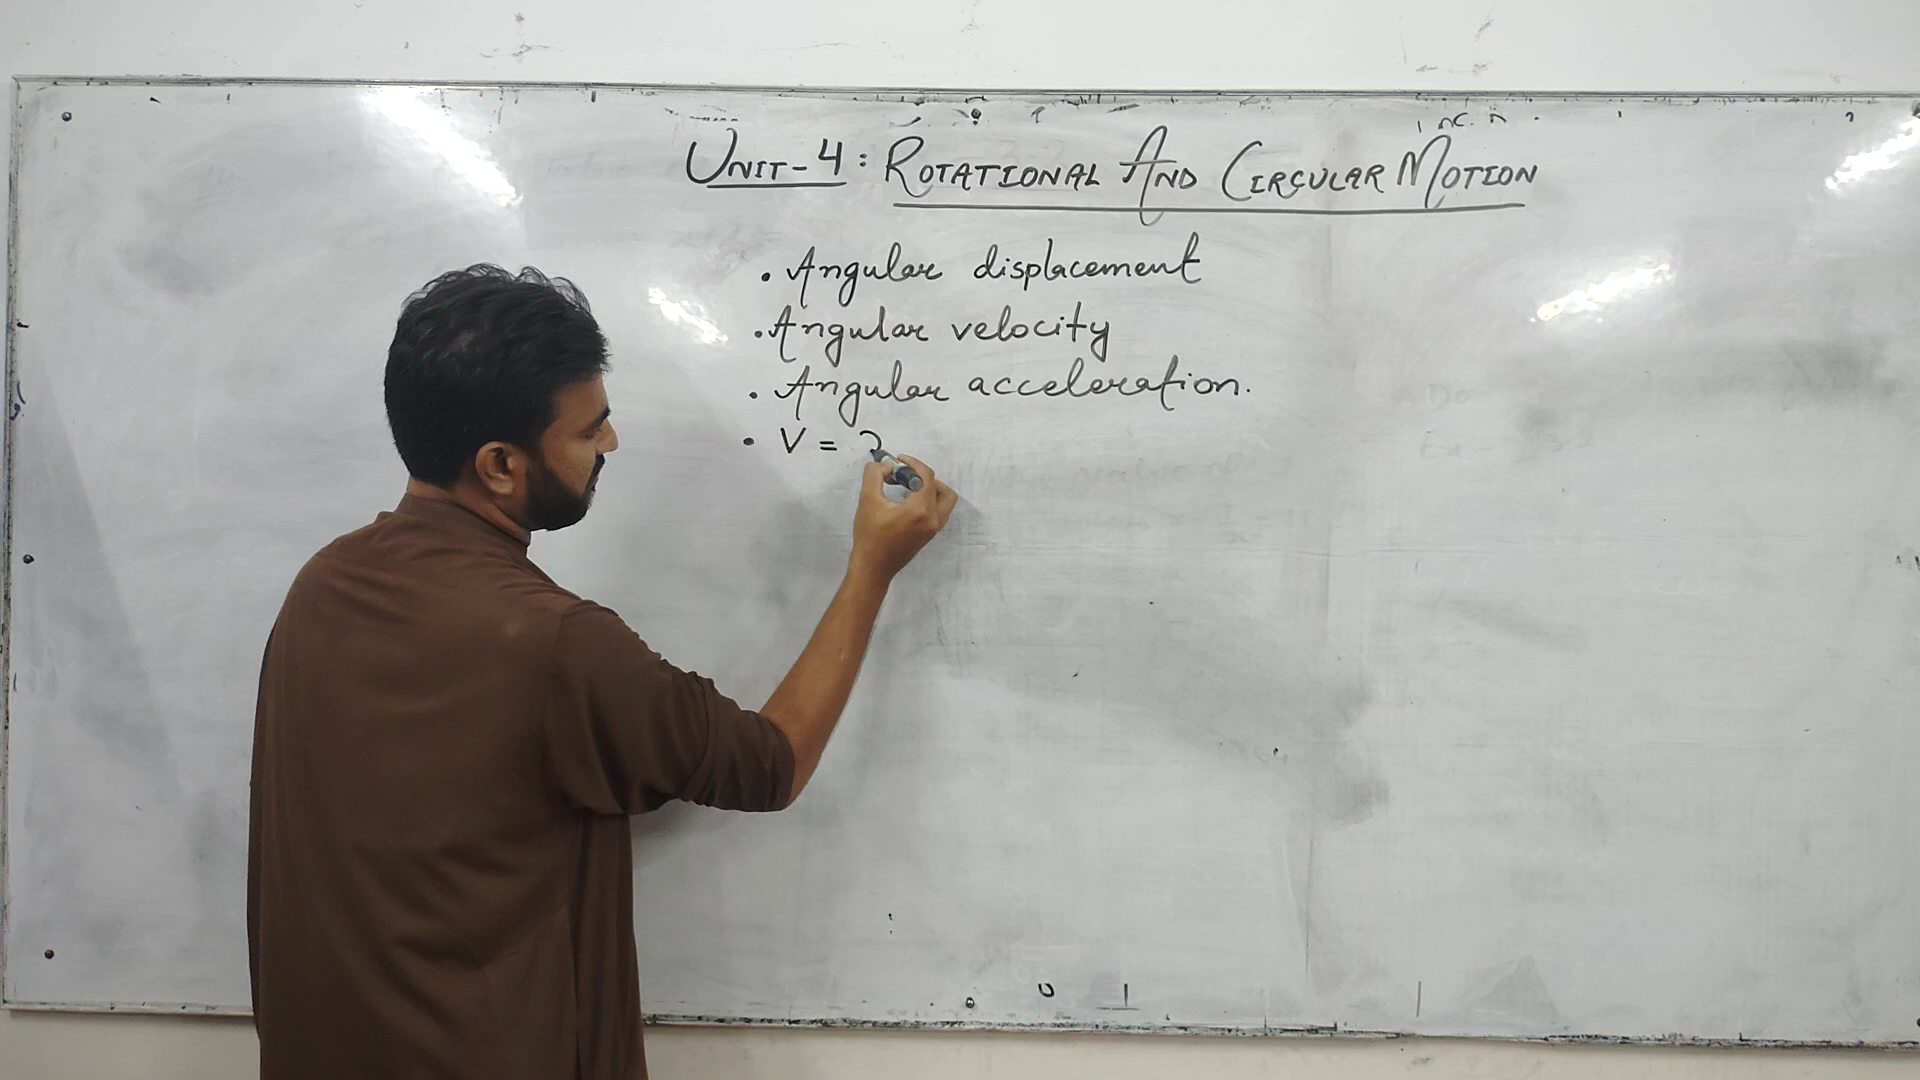 UNIT-4: ROTATIONAL AND CIRCULAR MOTION
• Angular displacement
• Angular velocity
• Angular acceleration.
• V =